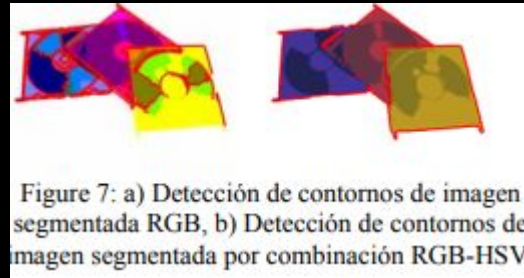 Figure 7: a) Detección de contornos de imagen
segmentada RGB, b) Detección de contornos de
imagen segmentada por combinación RGB-HSV